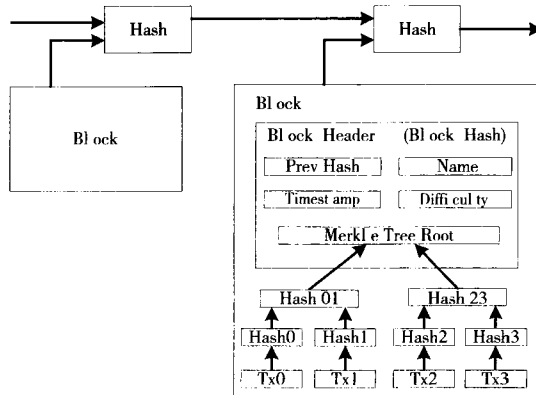 Hash
Hash
Block
Block
Block Header (Block Hash)
Prev Hash Name
Timestamp Difficulty
Merkle Tree Root
Hash 01 Hash 23
Hash0 Hash1 Hash2 Hash3
Tx0 Tx1 Tx2 Tx3